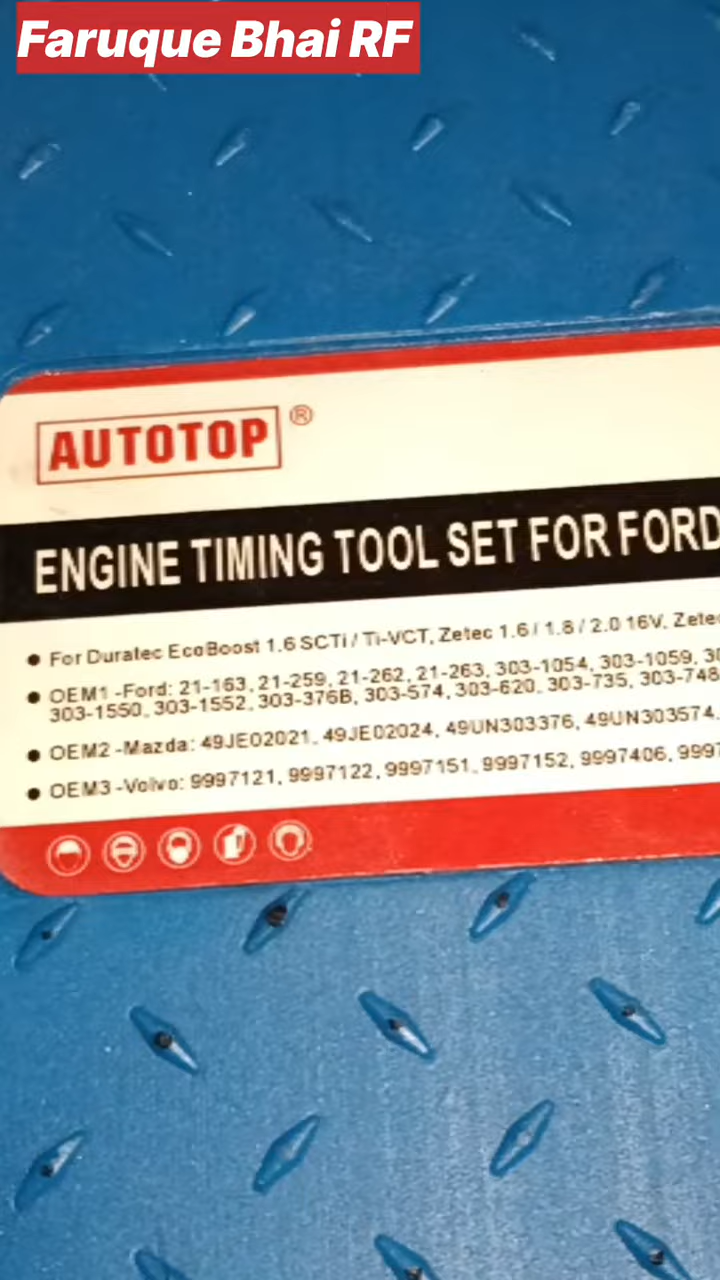 Faruque Bhai RF
AUTOTOP ®
ENGINE TIMING TOOL SET FOR FORD
● For Duratec EcoBoost 1.6 SCTi / Ti-VCT, Zetec 1.6 / 1.8 / 2.0 16V, Zetec
● OEM1 -Ford: 21-163, 21-259, 21-262, 21-263, 303-1054, 303-1059,
303-1550, 303-1552, 303-376B, 303-574, 303-620, 303-735, 303-748
● OEM2 -Mazda: 49JE02021, 49JE02024, 49UN303376, 49UN303574,
● OEM3 -Volvo: 9997121, 9997122, 9997151, 9997152, 9997406,